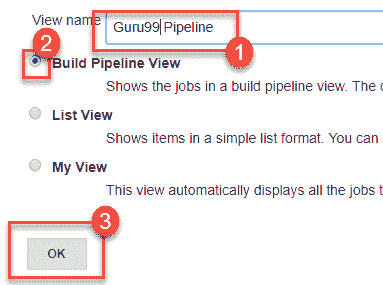 View name Guru99 Pipeline
1
2
Build Pipeline View
Shows the jobs in a build pipeline view. The
List View
Shows items in a simple list format. You can
My View
This view automatically displays all the jobs
3
OK